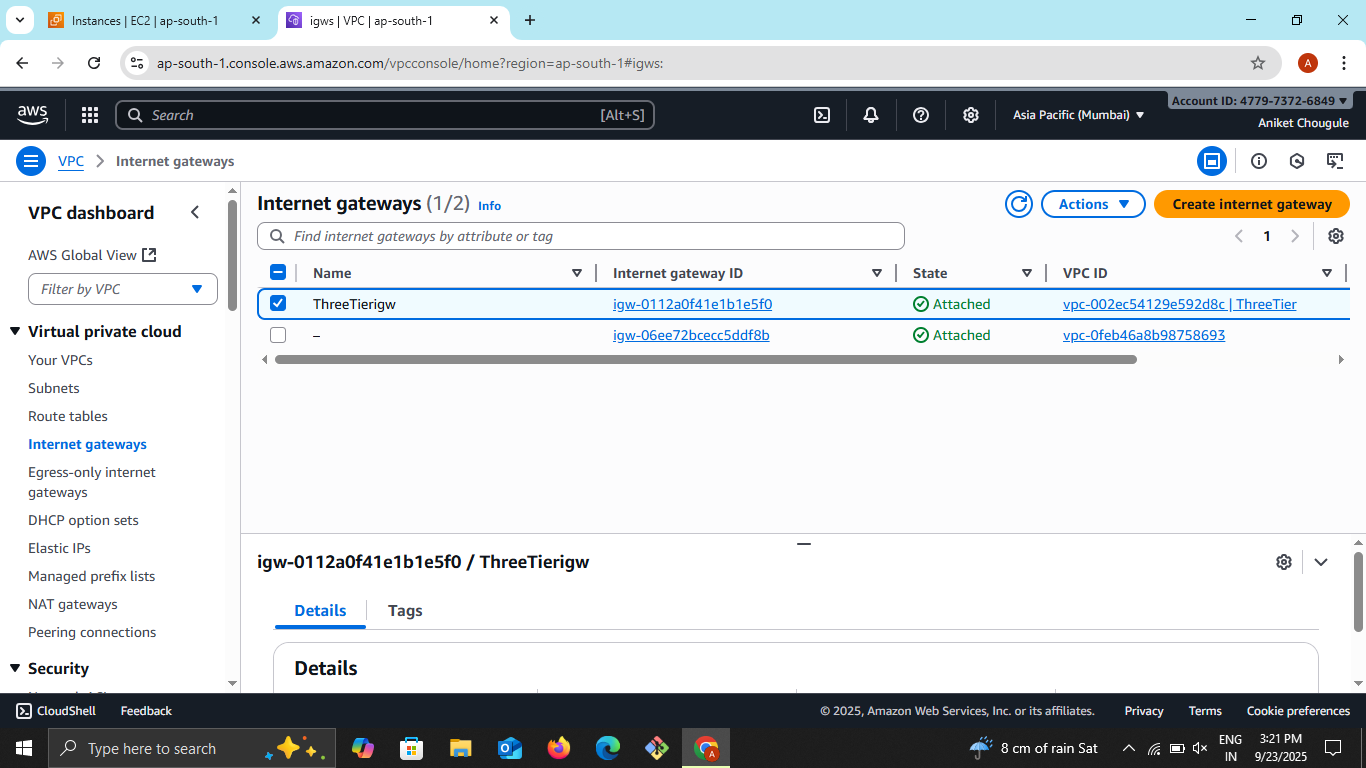 Instances | EC2 | ap-south-1
igws | VPC | ap-south-1
ap-south-1.console.aws.amazon.com/vpcconsole/home?region=ap-south-1#igws:
A
aws
Search
[Alt+S]
Asia Pacific (Mumbai)
Account ID: 4779-7372-6849
Aniket Chougule
VPC
Internet gateways
VPC dashboard
AWS Global View
Filter by VPC
Virtual private cloud
Your VPCs
Subnets
Route tables
Internet gateways
Egress-only internet
gateways
DHCP option sets
Elastic IPs
Managed prefix lists
NAT gateways
Peering connections
Security
Internet gateways (1/2) Info
Actions
Create internet gateway
Find internet gateways by attribute or tag
1
Name Internet gateway ID State VPC ID
ThreeTierigw igw-0112a0f41e1b1e5f0 Attached vpc-002ec54129e592d8c | ThreeTier
– igw-06ee72bcecc5ddf8b Attached vpc-0feb46a8b98758693
igw-0112a0f41e1b1e5f0 / ThreeTierigw
Details Tags
Details
CloudShell Feedback © 2025, Amazon Web Services, Inc. or its affiliates. Privacy Terms Cookie preferences
Type here to search
A
8 cm of rain Sat
ENG
IN
3:21 PM
9/23/2025